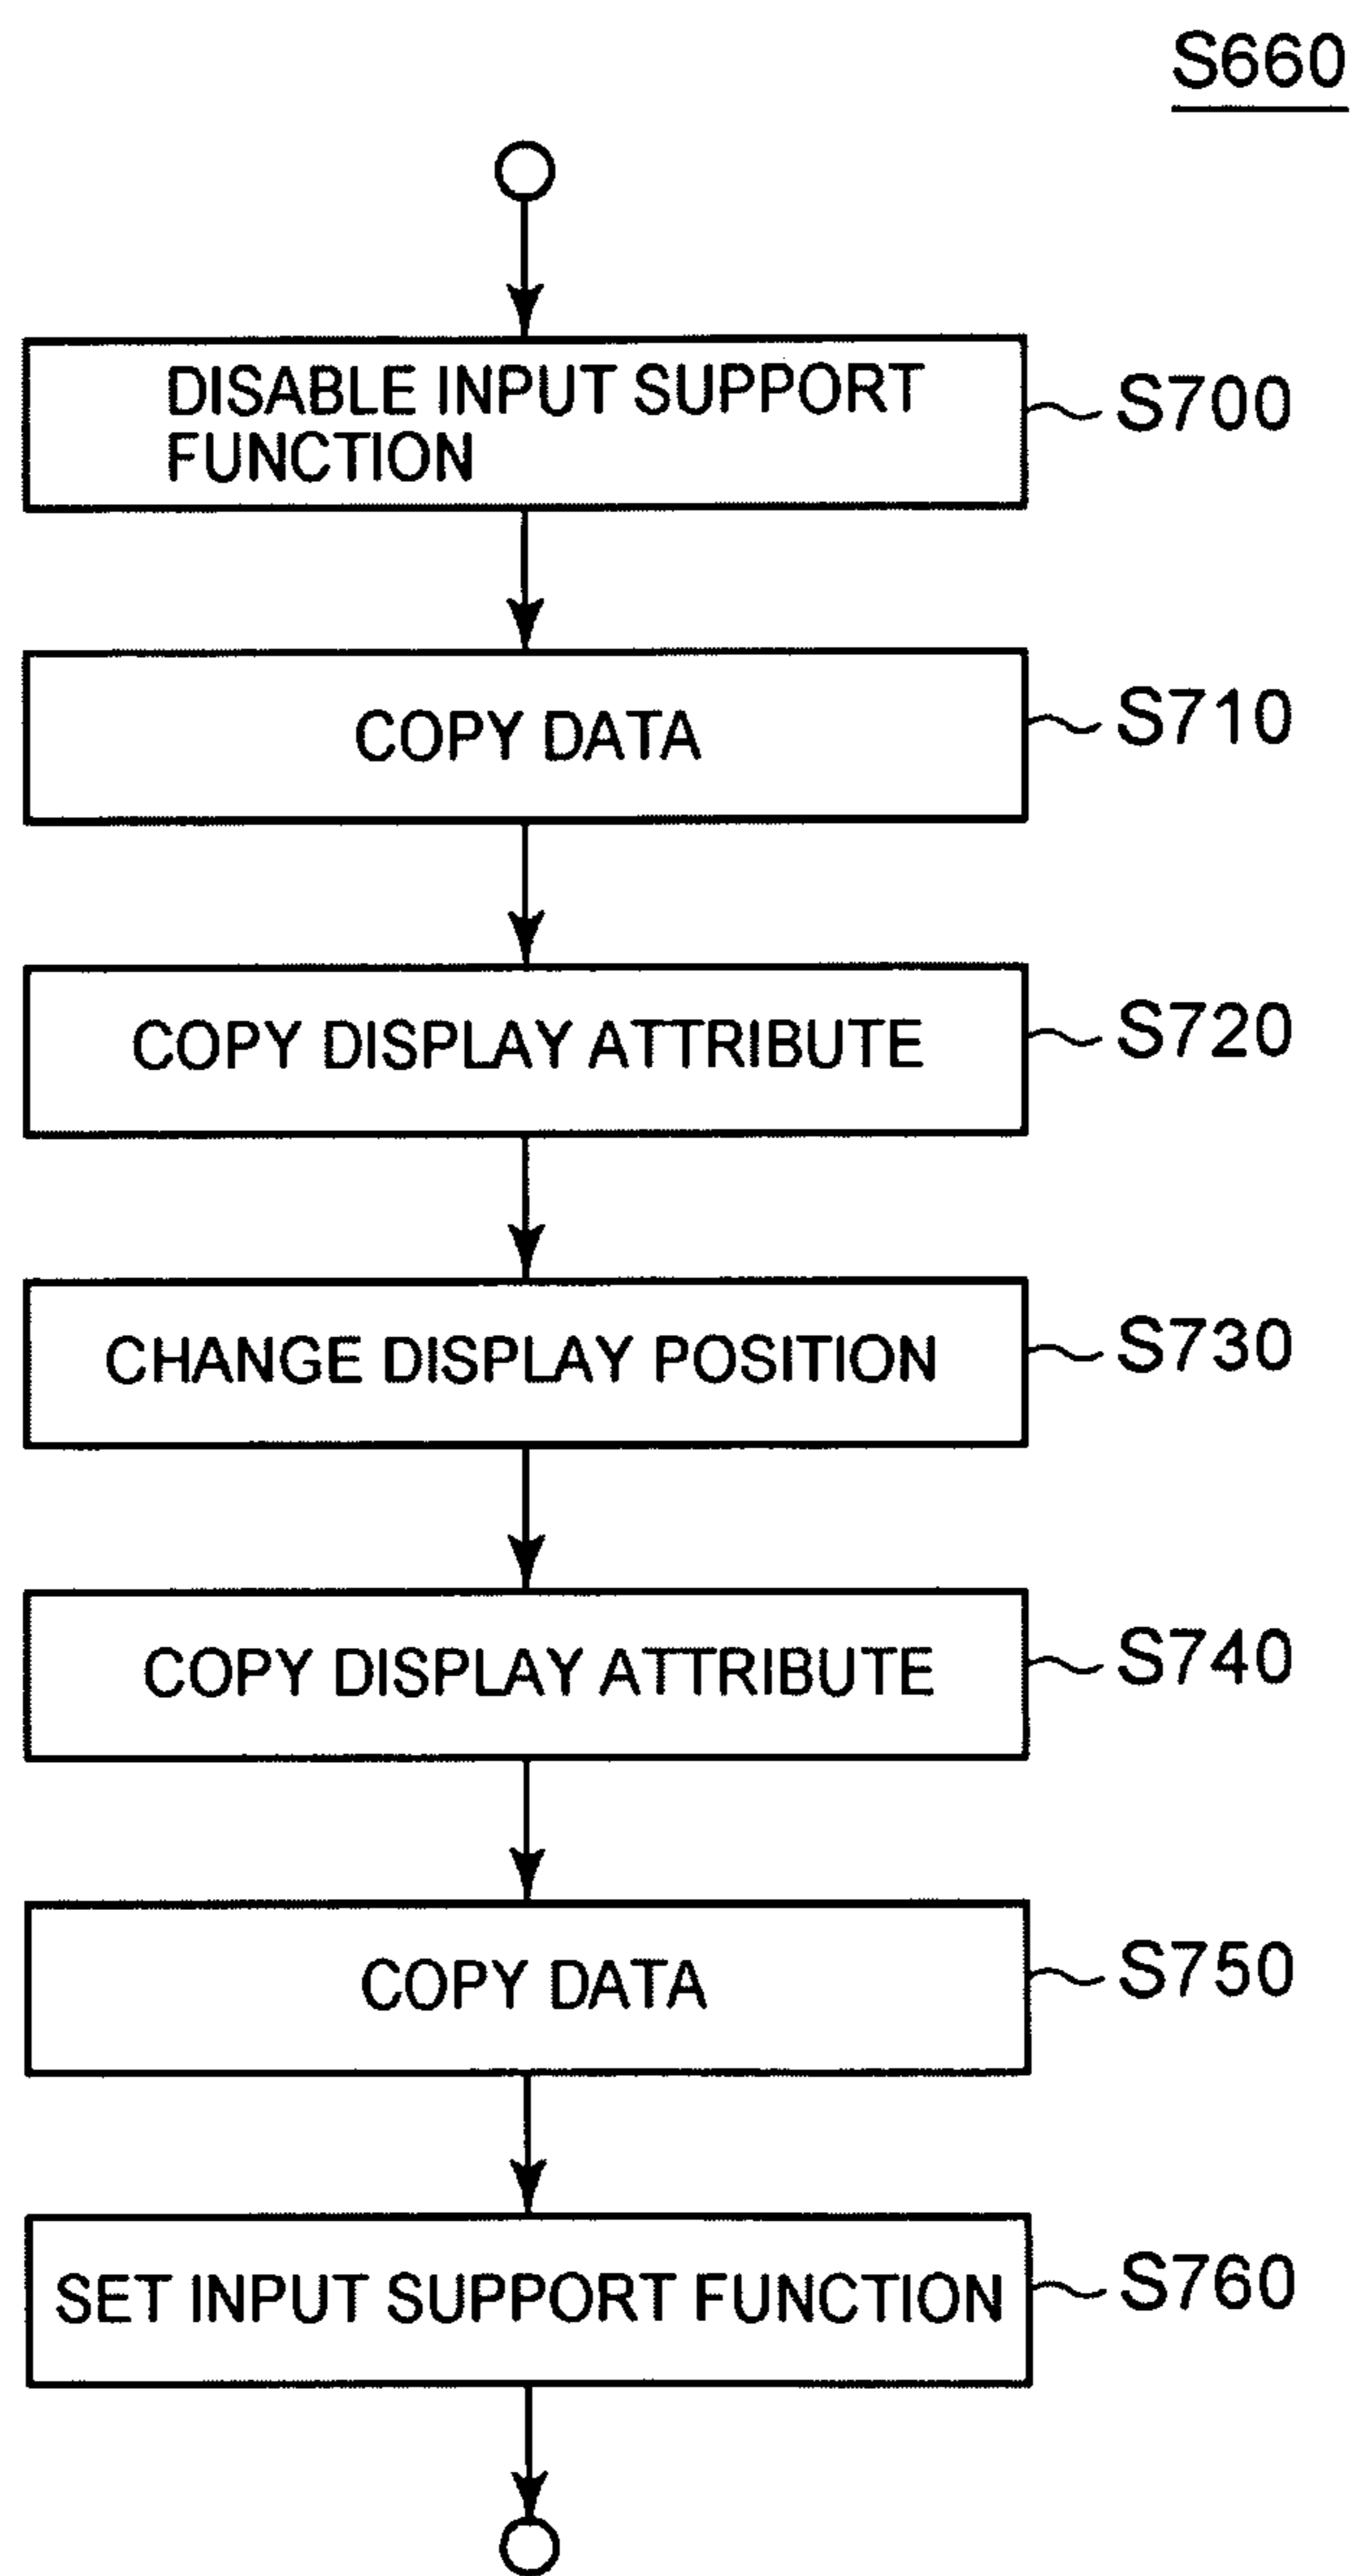 S660
DISABLE INPUT SUPPORT
FUNCTION
S700
COPY DATA
S710
COPY DISPLAY ATTRIBUTE
S720
CHANGE DISPLAY POSITION
S730
COPY DISPLAY ATTRIBUTE
S740
COPY DATA
S750
SET INPUT SUPPORT FUNCTION
S760